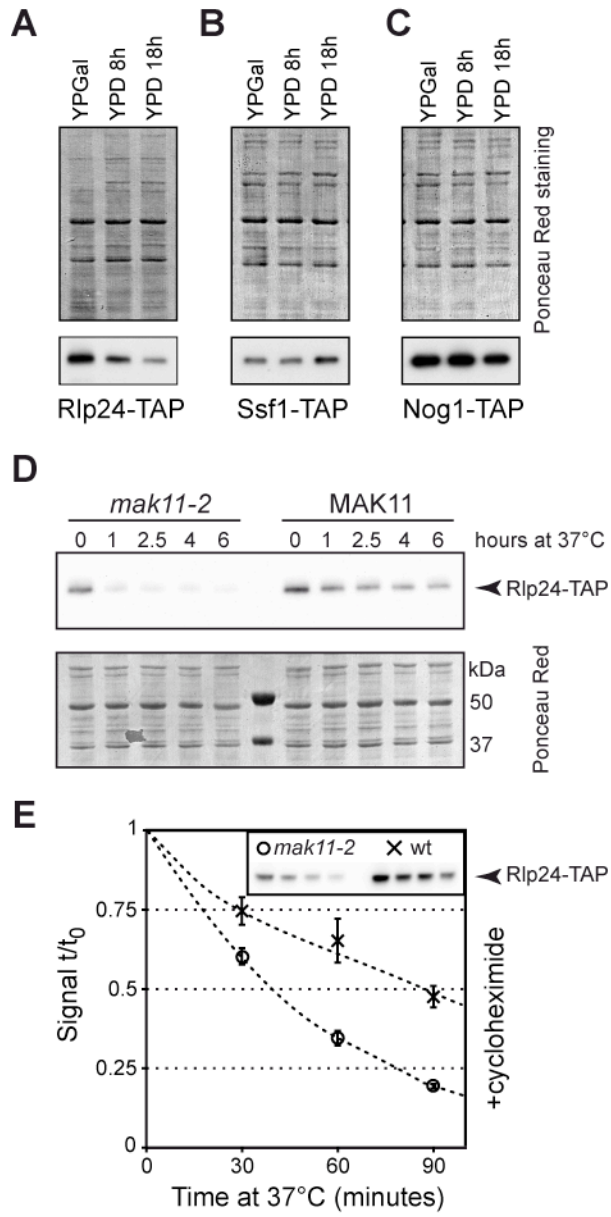 A
B
C
YPGal
YPD 8h
YPD 18h
YPGal
YPD 8h
YPD 18h
YPGal
YPD 8h
YPD 18h
Ponceau Red staining
Rlp24-TAP
Ssf1-TAP
Nog1-TAP
D
mak11-2
MAK11
0 1 2.5 4 6
0 1 2.5 4 6
hours at 37°C
Rlp24-TAP
kDa
50
37
Ponceau Red
E
mak11-2
wt
Rlp24-TAP
1
0.75
0.5
0.25
0
Signal t/t0
+cycloheximide
0 30 60 90
Time at 37°C (minutes)